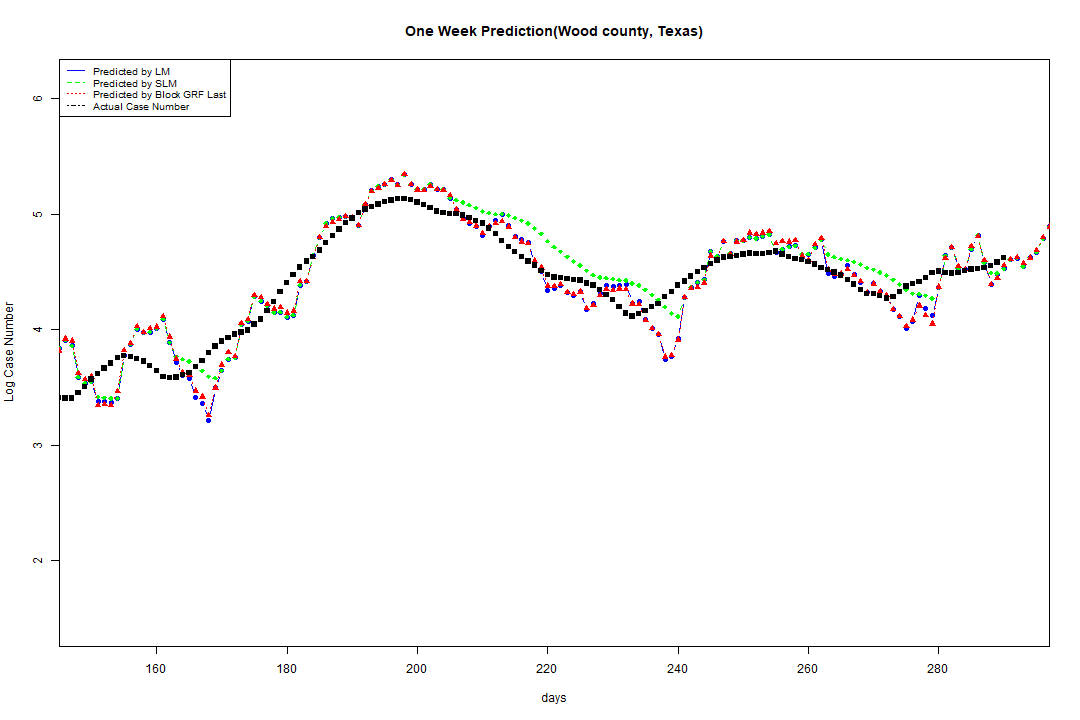 One Week Prediction(Wood county, Texas)
Predicted by LM
Predicted by SLM
Predicted by Block GRF Last
Actual Case Number
6
5
4
3
2
Log Case Number
160 180 200 220 240 260 280
days